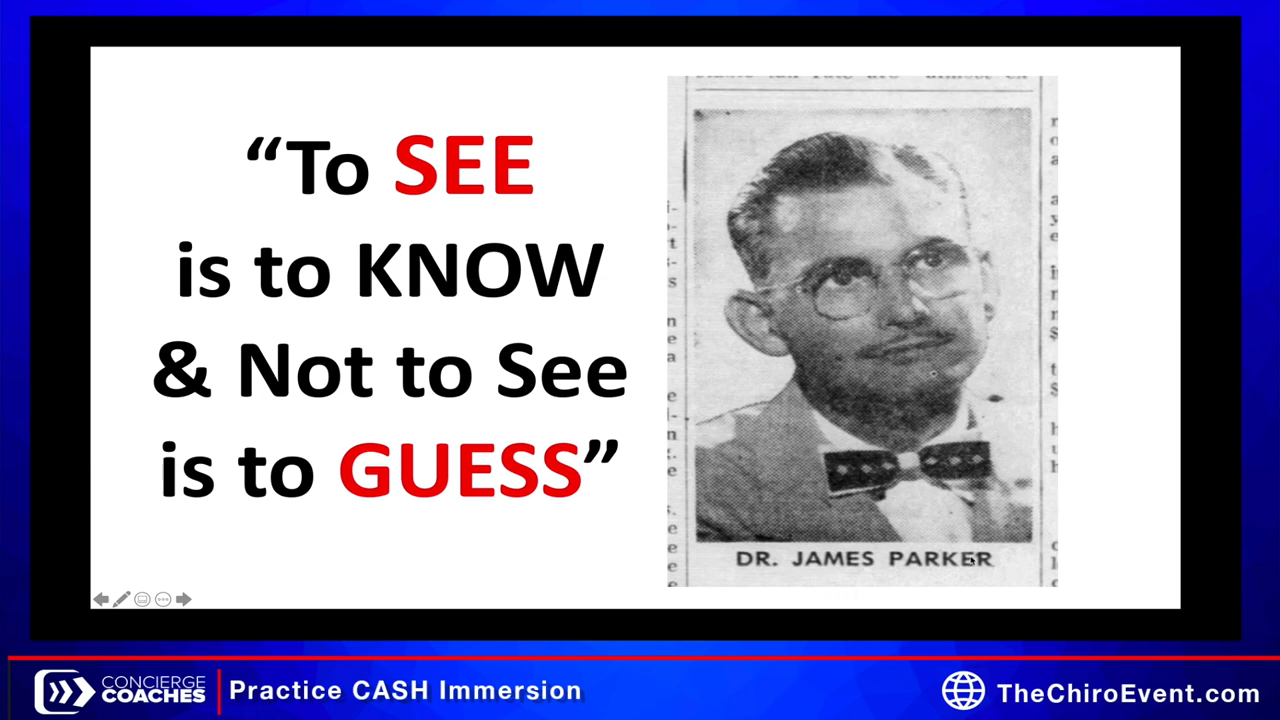 “To SEE
is to KNOW
& Not to See
is to GUESS”
DR. JAMES PARKER
CONCIERGE
COACHES
Practice CASH Immersion
TheChiroEvent.com